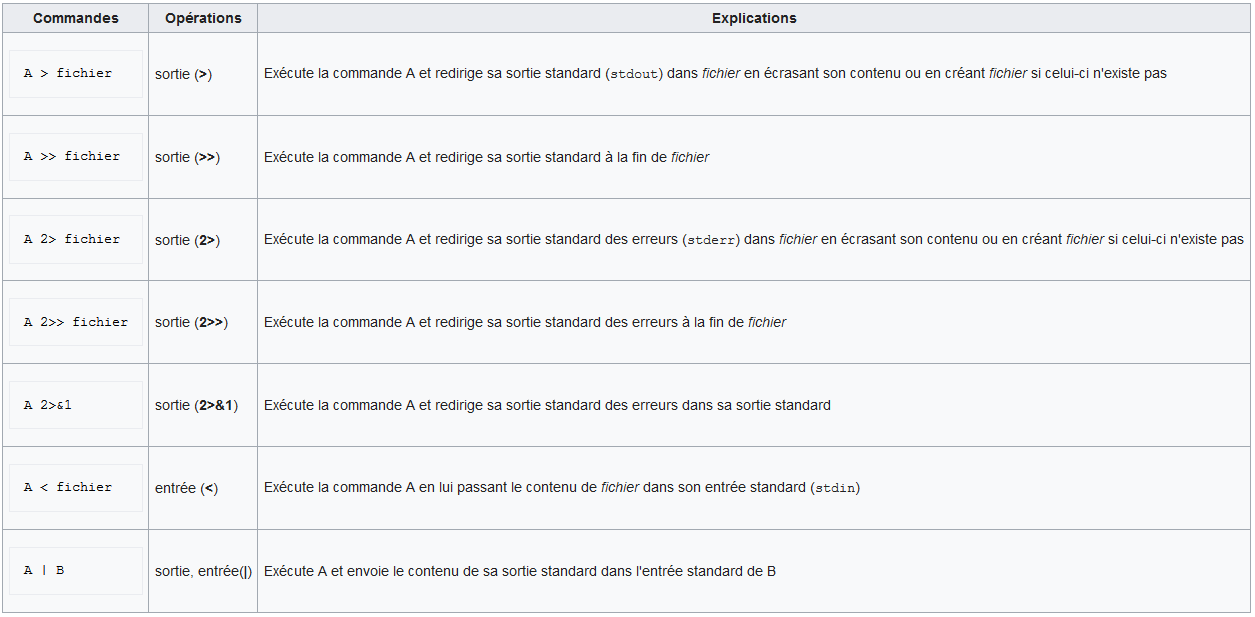 Commandes Opérations Explications
A > fichier sortie (>) Exécute la commande A et redirige sa sortie standard (stdout) dans fichier en écrasant son contenu ou en créant fichier si celui-ci n'existe pas
A >> fichier sortie (>>) Exécute la commande A et redirige sa sortie standard à la fin de fichier
A 2> fichier sortie (2>) Exécute la commande A et redirige sa sortie standard des erreurs (stderr) dans fichier en écrasant son contenu ou en créant fichier si celui-ci n'existe pas
A 2>> fichier sortie (2>>) Exécute la commande A et redirige sa sortie standard des erreurs à la fin de fichier
A 2>&1 sortie (2>&1) Exécute la commande A et redirige sa sortie standard des erreurs dans sa sortie standard
A < fichier entrée (<) Exécute la commande A en lui passant le contenu de fichier dans son entrée standard (stdin)
A | B sortie, entrée(|) Exécute A et envoie le contenu de sa sortie standard dans l'entrée standard de B